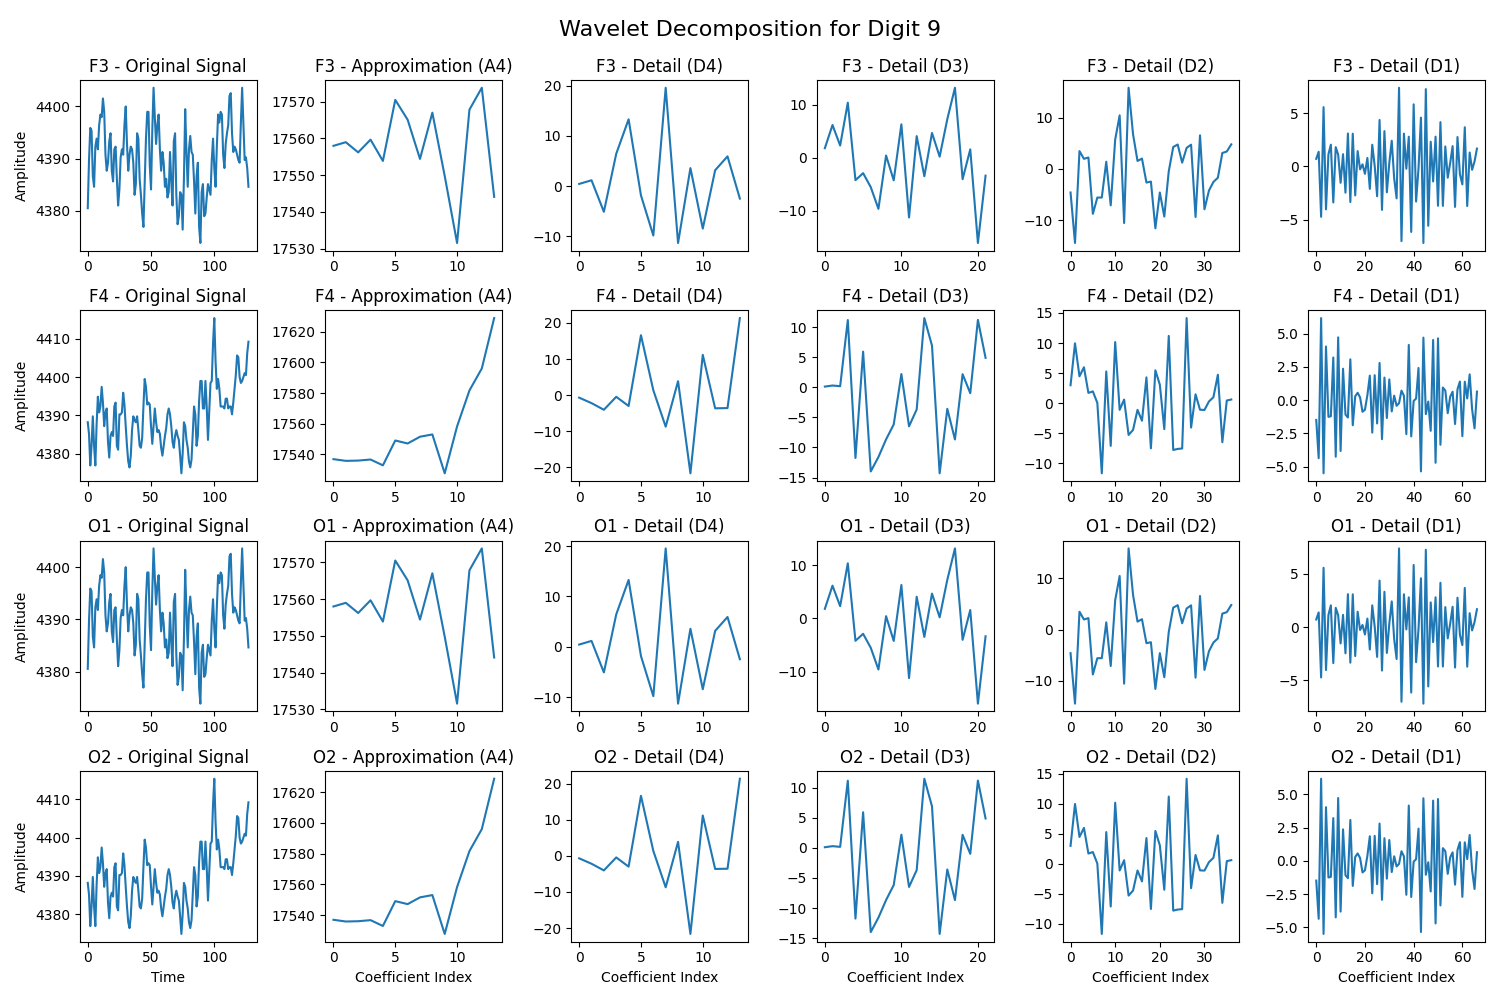 Wavelet Decomposition for Digit 9
F3 - Original Signal F3 - Approximation (A4) F3 - Detail (D4) F3 - Detail (D3) F3 - Detail (D2) F3 - Detail (D1)
Amplitude
4400 4390 4380
17570 17560 17550 17540 17530
20 10 0 −10
10 0 −10
10 0 −10
5 0 −5
0 50 100 0 5 10 0 5 10 0 10 20 0 10 20 30 0 20 40 60
F4 - Original Signal F4 - Approximation (A4) F4 - Detail (D4) F4 - Detail (D3) F4 - Detail (D2) F4 - Detail (D1)
Amplitude
4410 4400 4390 4380
17620 17600 17580 17560 17540
20 10 0 −10 −20
10 5 0 −5 −10 −15
15 10 5 0 −5 −10
5.0 2.5 0.0 −2.5 −5.0
0 50 100 0 5 10 0 5 10 0 10 20 0 10 20 30 0 20 40 60
O1 - Original Signal O1 - Approximation (A4) O1 - Detail (D4) O1 - Detail (D3) O1 - Detail (D2) O1 - Detail (D1)
Amplitude
4400 4390 4380
17570 17560 17550 17540 17530
20 10 0 −10
10 0 −10
10 0 −10
5 0 −5
0 50 100 0 5 10 0 5 10 0 10 20 0 10 20 30 0 20 40 60
O2 - Original Signal O2 - Approximation (A4) O2 - Detail (D4) O2 - Detail (D3) O2 - Detail (D2) O2 - Detail (D1)
Amplitude
4410 4400 4390 4380
17620 17600 17580 17560 17540
20 10 0 −10 −20
10 5 0 −5 −10 −15
15 10 5 0 −5 −10
5.0 2.5 0.0 −2.5 −5.0
0 50 100 0 5 10 0 5 10 0 10 20 0 10 20 30 0 20 40 60
Time Coefficient Index Coefficient Index Coefficient Index Coefficient Index Coefficient Index